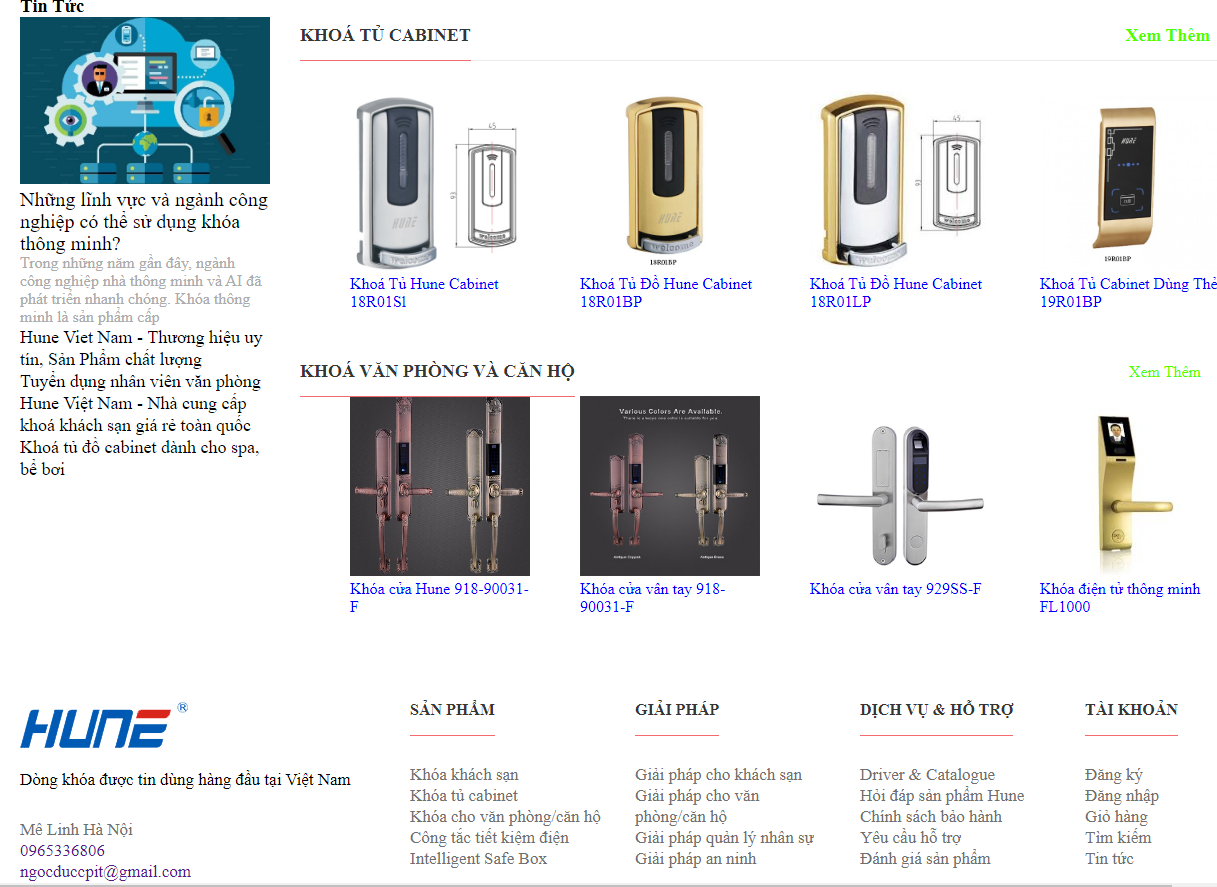 Tin Tức
Những lĩnh vực và ngành công
nghiệp có thể sử dụng khóa
thông minh?
Trong những năm gần đây, ngành
công nghiệp nhà thông minh và AI đã
phát triển nhanh chóng. Khóa thông
minh là sản phẩm cấp
Hune Viet Nam - Thương hiệu uy
tín, Sản Phẩm chất lượng
Tuyển dụng nhân viên văn phòng
Hune Việt Nam - Nhà cung cấp
khoá khách sạn giá rẻ toàn quốc
Khoá tủ đồ cabinet dành cho spa,
bể bơi
KHOÁ TỦ CABINET
Xem Thêm
HUNE
welcome
45
93
welcome
Khoá Tủ Hune Cabinet
18R01Sl
HUNE
welcome
18R01BP
Khoá Tủ Đồ Hune Cabinet
18R01BP
welcome
45
93
welcome
Khoá Tủ Đồ Hune Cabinet
18R01LP
HUNE
19R01BP
Khoá Tủ Cabinet Dùng Thẻ
19R01BP
KHOÁ VĂN PHÒNG VÀ CĂN HỘ
Xem Thêm
Khóa cửa Hune 918-90031-
F
Various Colors Are Available.
Khóa cửa vân tay 918-
90031-F
Khóa cửa vân tay 929SS-F
Khóa điện tử thông minh
FL1000
HUNE ®
Dòng khóa được tin dùng hàng đầu tại Việt Nam
Mê Linh Hà Nội
0965336806
ngocduccpit@gmail.com
SẢN PHẨM
Khóa khách sạn
Khóa tủ cabinet
Khóa cho văn phòng/căn hộ
Công tắc tiết kiệm điện
Intelligent Safe Box
GIẢI PHÁP
Giải pháp cho khách sạn
Giải pháp cho văn
phòng/căn hộ
Giải pháp quản lý nhân sự
Giải pháp an ninh
DỊCH VỤ & HỖ TRỢ
Driver & Catalogue
Hỏi đáp sản phẩm Hune
Chính sách bảo hành
Yêu cầu hỗ trợ
Đánh giá sản phẩm
TÀI KHOẢN
Đăng ký
Đăng nhập
Giỏ hàng
Tìm kiếm
Tin tức